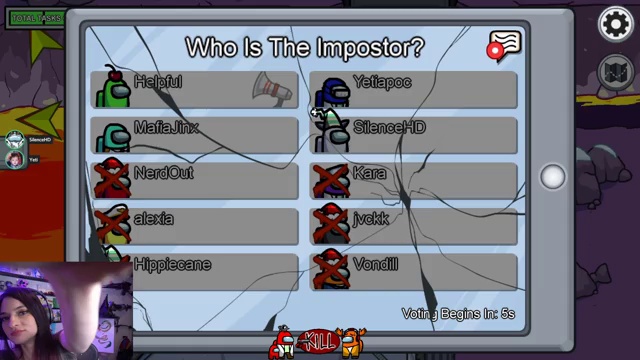 TOTAL TASKS
Who Is The Impostor?
Helpful
Yetiapoc
MafiaJinx
SilenceHD
SilenceHD
Yeti
NerdOut
Kara
alexia
jvckk
Hippiecane
Vondill
Voting Begins In: 5s
KILL